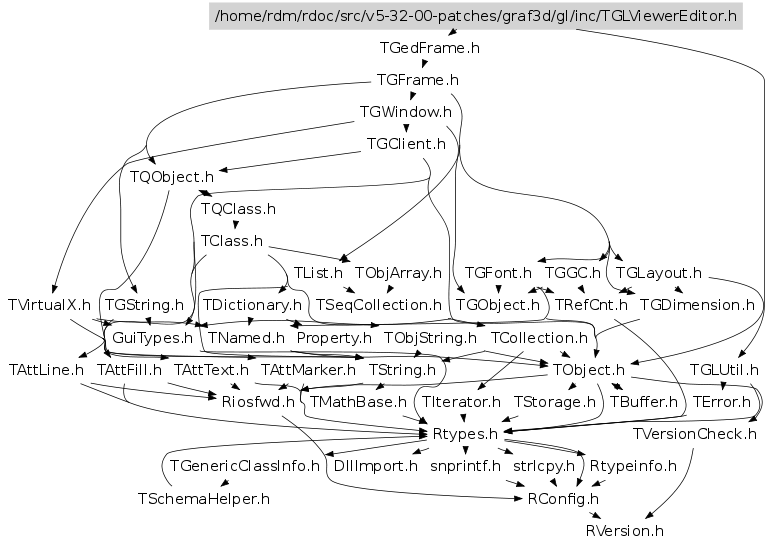 /home/rdm/rdoc/src/v5-32-00-patches/graf3d/gl/inc/TGLViewerEditor.h
TGedFrame.h
TGFrame.h
TGWindow.h
TGClient.h
TQObject.h
TQClass.h
TClass.h
TList.h TObjArray.h TGFont.h TGGC.h TGLayout.h
TVirtualX.h TGString.h TDictionary.h TSeqCollection.h TGObject.h TRefCnt.h TGDimension.h
GuiTypes.h TNamed.h Property.h TObjString.h TCollection.h
TAttLine.h TAttFill.h TAttText.h TAttMarker.h TString.h TObject.h TGLUtil.h
Riosfwd.h TMathBase.h TIterator.h TStorage.h TBuffer.h TError.h
Rtypes.h TVersionCheck.h
TGenericClassInfo.h DllImport.h snprintf.h strlcpy.h Rtypeinfo.h
TSchemaHelper.h RConfig.h
RVersion.h